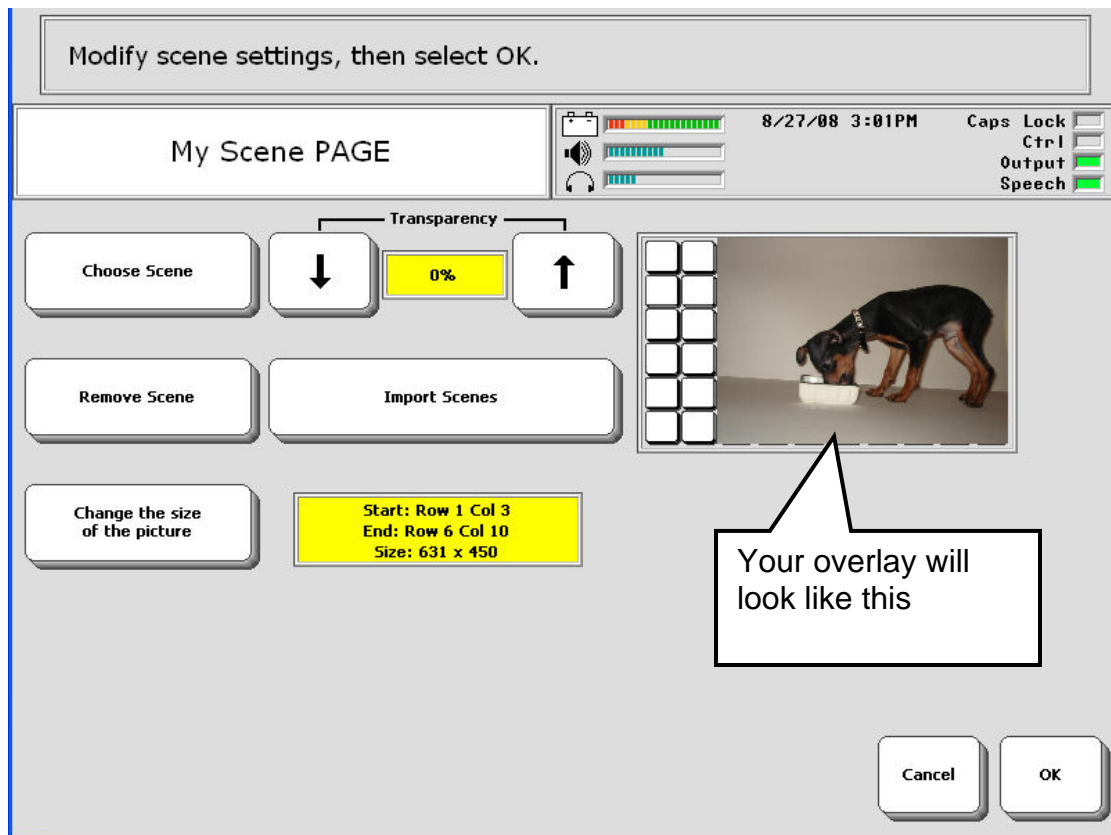 Modify scene settings, then select OK.
My Scene PAGE
8/27/08 3:01PM
Caps Lock
Ctrl
Output
Speech
Transparency
Choose Scene
0%
Remove Scene
Import Scenes
Change the size
of the picture
Start: Row 1 Col 3
End: Row 6 Col 10
Size: 631 x 450
Your overlay will
look like this
Cancel
OK